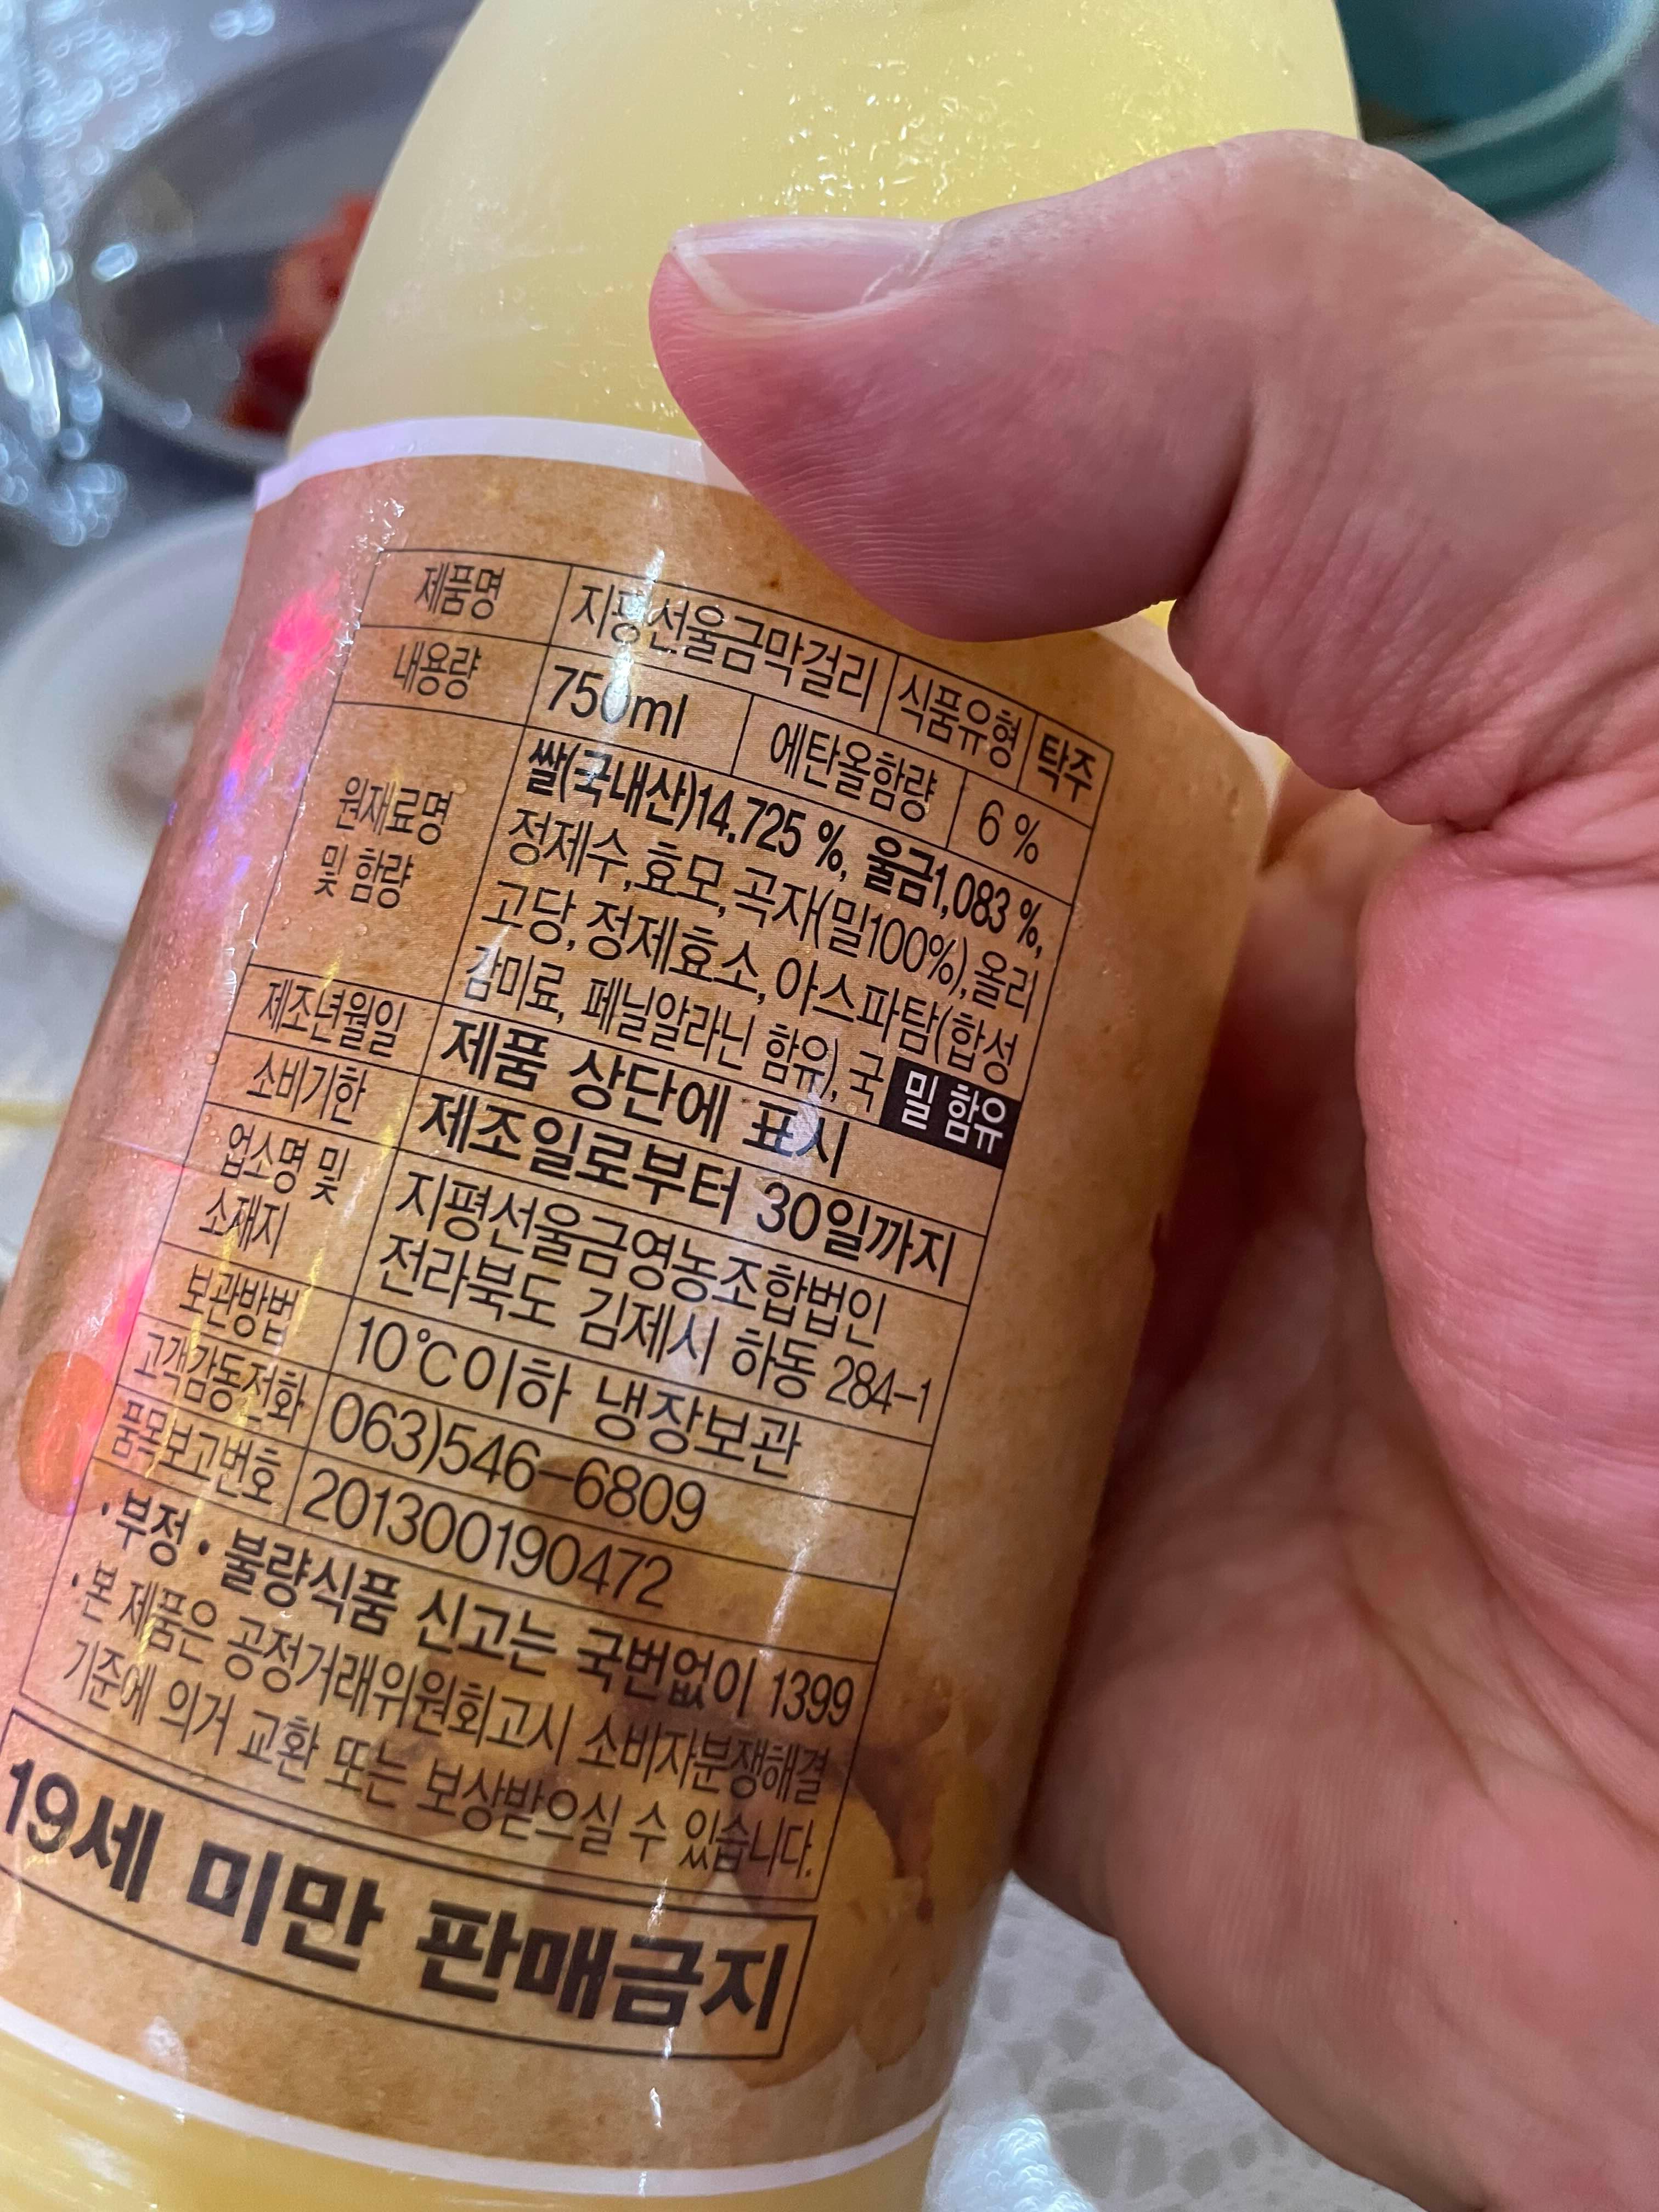 제품명 지평선울금막걸리 식품유형 탁주
내용량 750ml 에탄올함량 6%
원재료명 및 함량
쌀(국내산)14.725 %, 울금1,083 %,
정제수,효모,곡자(밀100%),올리
고당,정제효소,아스파탐(합성
감미료, 페닐알라닌 함유),국 밀 함유
제조년월일 제품 상단에 표시
소비기한 제조일로부터 30일까지
업소명 및 소재지
지평선울금영농조합법인
전라북도 김제시 하동 284-1
보관방법 10℃이하 냉장보관
고객감동전화 063)546-6809
품목보고번호 201300190472
·부정·불량식품 신고는 국번없이 1399
·본 제품은 공정거래위원회고시 소비자분쟁해결
기준에 의거 교환 또는 보상받으실 수 있습니다.
19세 미만 판매금지